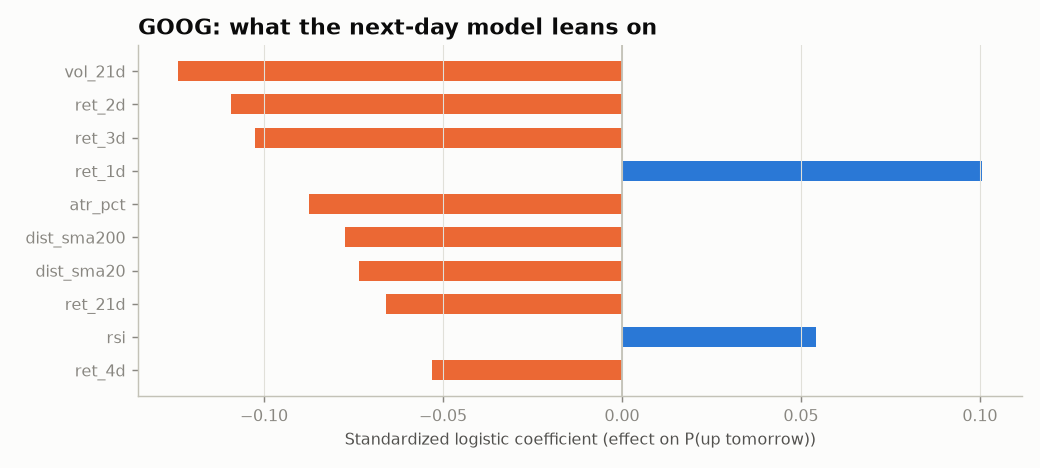 GOOG: what the next-day model leans on
vol_21d
ret_2d
ret_3d
ret_1d
atr_pct
dist_sma200
dist_sma20
ret_21d
rsi
ret_4d
−0.10 −0.05 0.00 0.05 0.10
Standardized logistic coefficient (effect on P(up tomorrow))